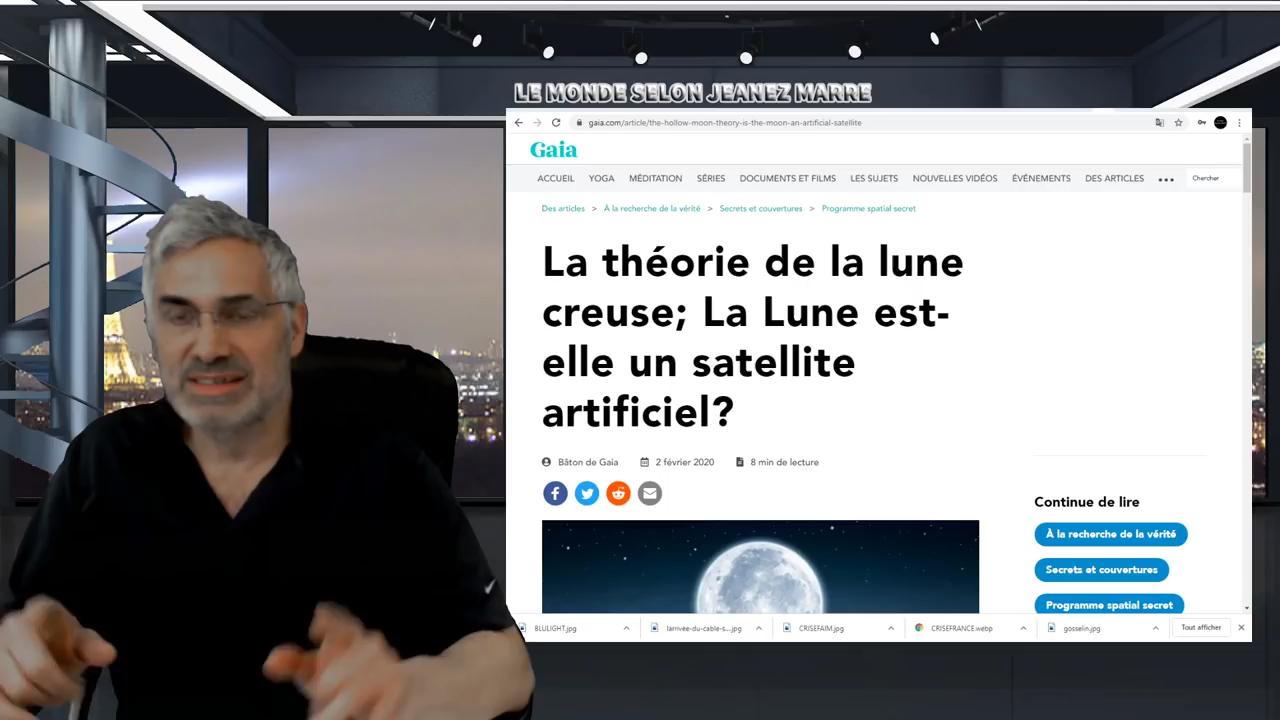 LE MONDE SELON JEANEZ MARRE
gaia.com/article/the-hollow-moon-theory-is-the-moon-an-artificial-satellite
Gaia
ACCUEIL YOGA MÉDITATION SÉRIES DOCUMENTS ET FILMS LES SUJETS NOUVELLES VIDÉOS ÉVÉNEMENTS DES ARTICLES ••• Chercher
Des articles > À la recherche de la vérité > Secrets et couvertures > Programme spatial secret
La théorie de la lune
creuse; La Lune est-
elle un satellite
artificiel?
Bâton de Gaia 2 février 2020 8 min de lecture
Continue de lire
À la recherche de la vérité
Secrets et couvertures
Programme spatial secret
BLULIGHT.jpg larrivée-du-cable-s....jpg CRISEFAIM.jpg CRISEFRANCE.webp gosselin.jpg Tout afficher